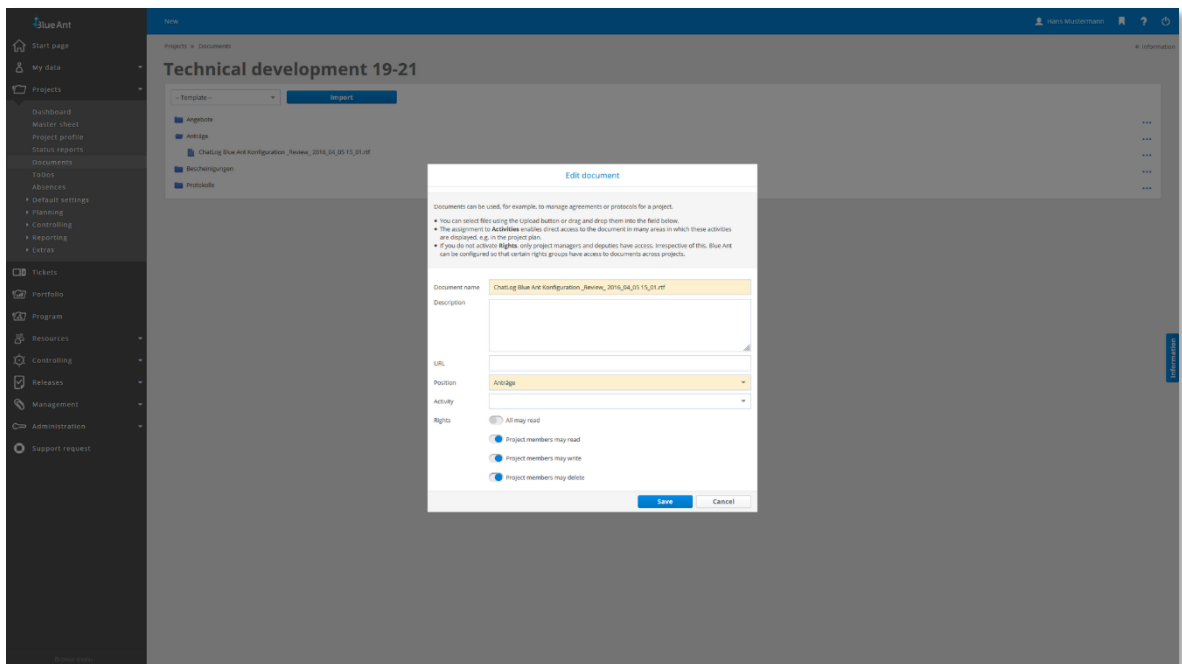 BlueAnt
New
Hans Mustermann
?
Start page
My data
Projects
Dashboard
Master sheet
Project profile
Status reports
Documents
ToDos
Absences
Default settings
Planning
Controlling
Reporting
Extras
Tickets
Portfolio
Program
Resources
Controlling
Releases
Management
Administration
Support request
Projects » Documents
Information
Technical development 19-21
-- Template --
Import
Angebote
Anträge
ChatLog Blue Ant Konfiguration _Review_ 2016_04_05 15_01.rtf
Bescheinigungen
Protokolle
Edit document
Documents can be used, for example, to manage agreements or protocols for a project.
• You can select files using the Upload button or drag and drop them into the field below.
• The assignment to Activities enables direct access to the document in many areas in which these activities
are displayed, e.g. in the project plan.
• If you do not activate Rights, only project managers and deputies have access. Irrespective of this, Blue Ant
can be configured so that certain rights groups have access to documents across projects.
Document name
ChatLog Blue Ant Konfiguration _Review_ 2016_04_05 15_01.rtf
Description
URL
Position
Anträge
Activity
Rights
All may read
Project members may read
Project members may write
Project members may delete
Save
Cancel
Information